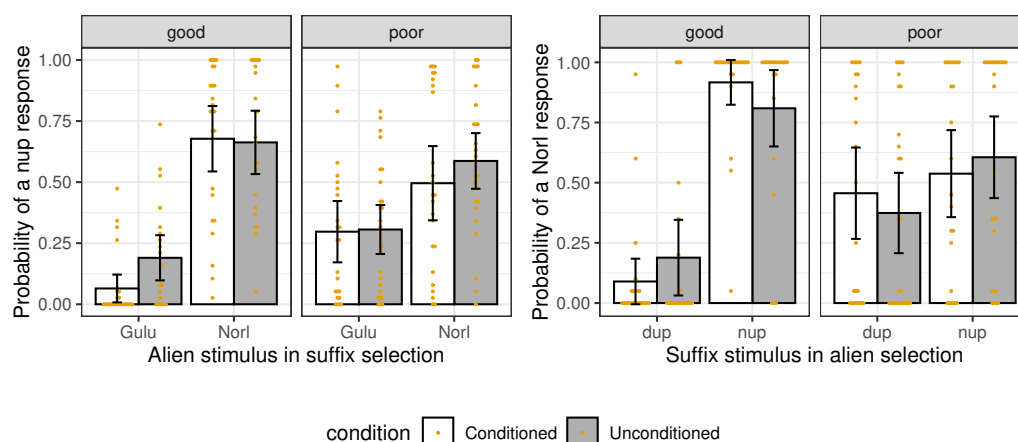 good poor
Probability of a nup response
1.00
0.75
0.50
0.25
0.00
Gulu Norl Gulu Norl
Alien stimulus in suffix selection
good poor
Probability of a Norl response
1.00
0.75
0.50
0.25
0.00
dup nup dup nup
Suffix stimulus in alien selection
condition Conditioned Unconditioned